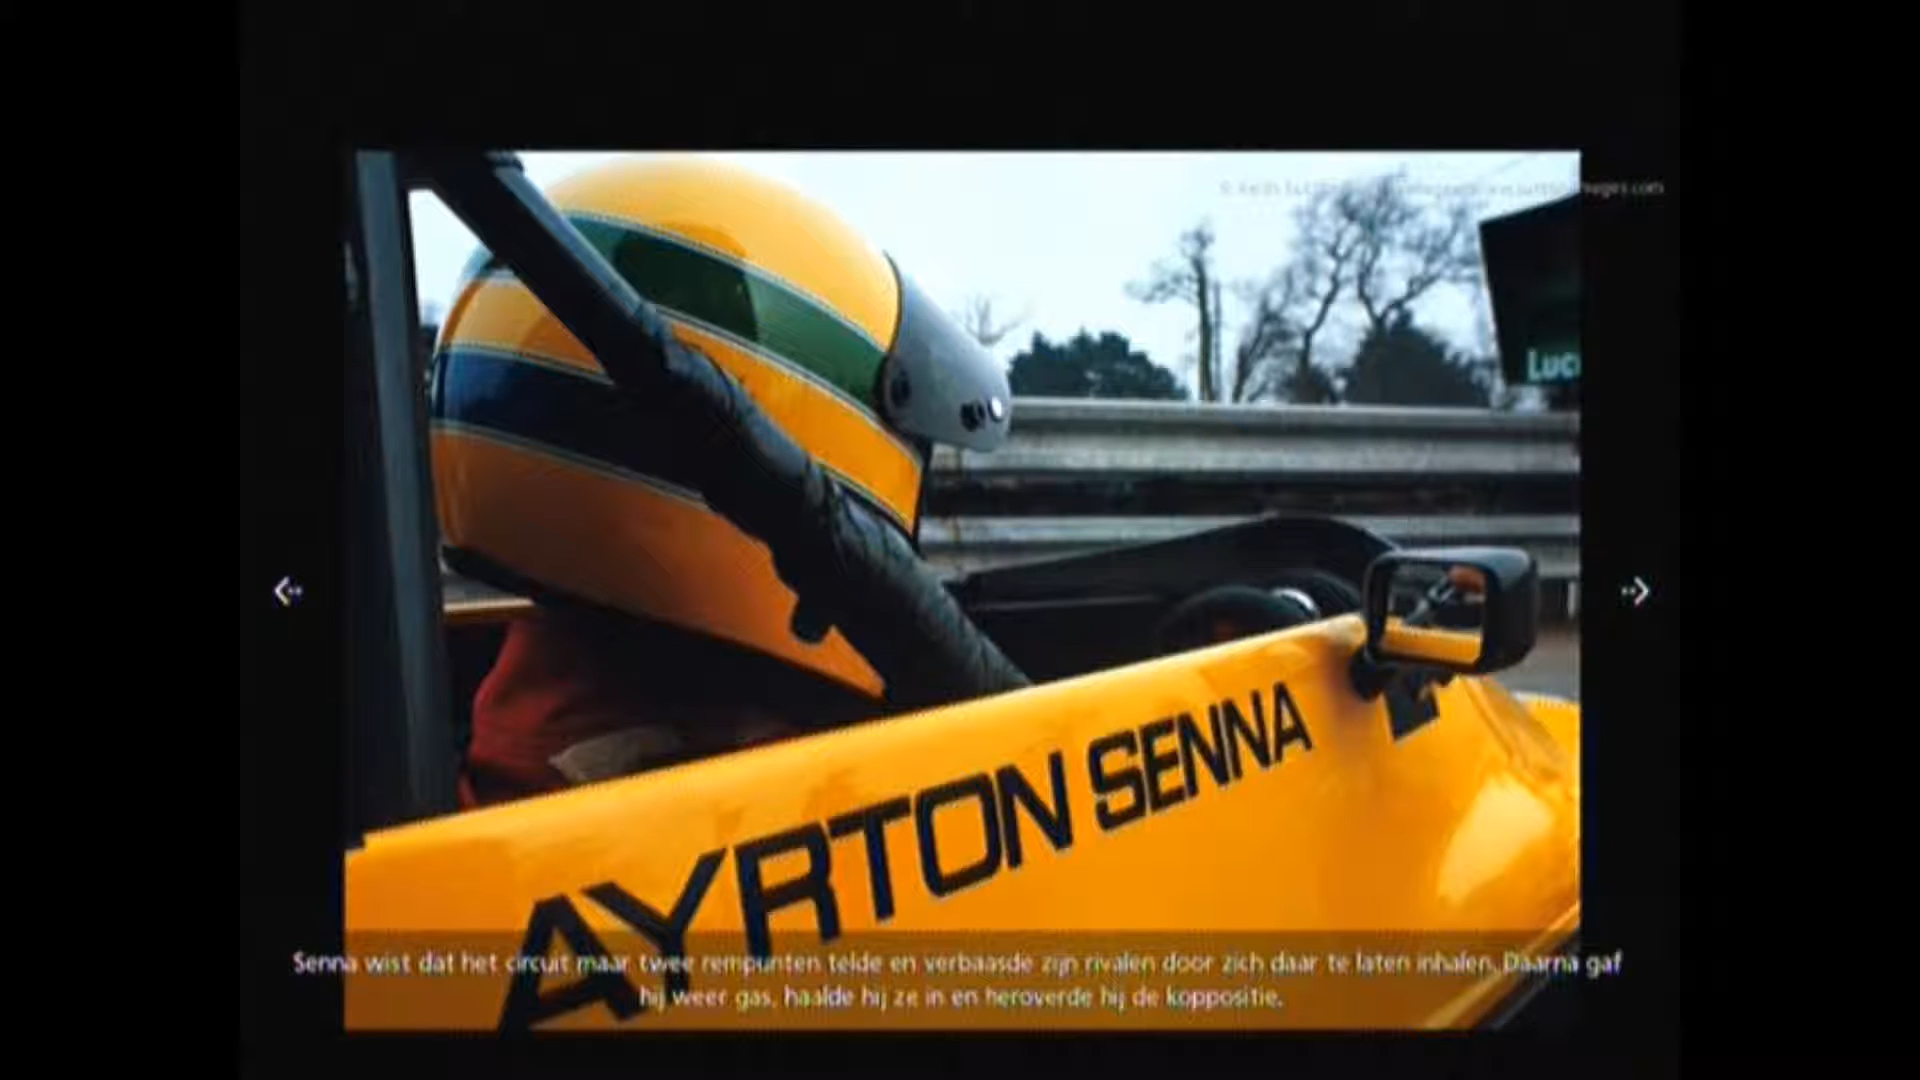 Luc
AYRTON SENNA
Senna wist dat het circuit maar twee rempunten telde en verbaasde zijn rivalen door zich daar te laten inhalen. Daarna gaf
hij weer gas, haalde hij ze in en heroverde hij de koppositie.